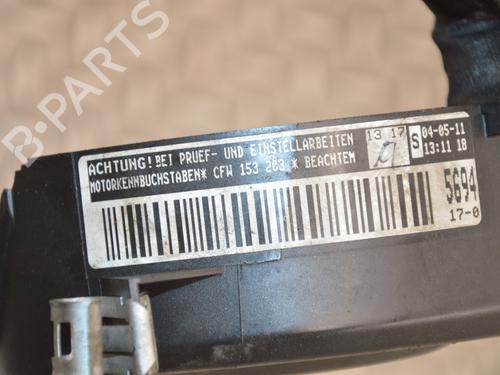 B-PARTS
ACHTUNG! BEI PRUEF- UND EINSTELLARBEITEN
MOTORKENNBUCHSTABEN* CFW 153 283 * BEACHTEN
13 17
S
04-05-11
13:11 18
5694
17-0